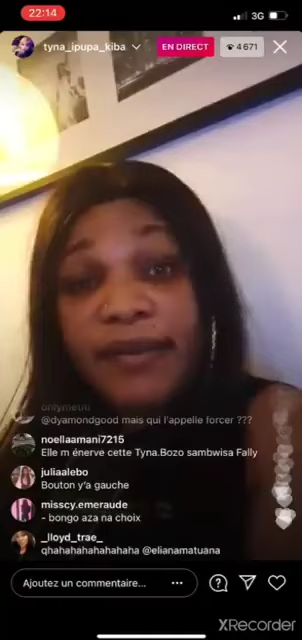 22:14
3G
tyna_ipupa_kiba
EN DIRECT
4 671
onlymetiti
@dyamondgood mais qui l'appelle forcer ???
noellaamani7215
Elle m énerve cette Tyna.Bozo sambwisa Fally
juliaalebo
Bouton y'a gauche
misscy.emeraude
- bongo aza na choix
_lloyd_trae_
qhahahahahahahaha @elianamatuana
Ajoutez un commentaire...
XRecorder